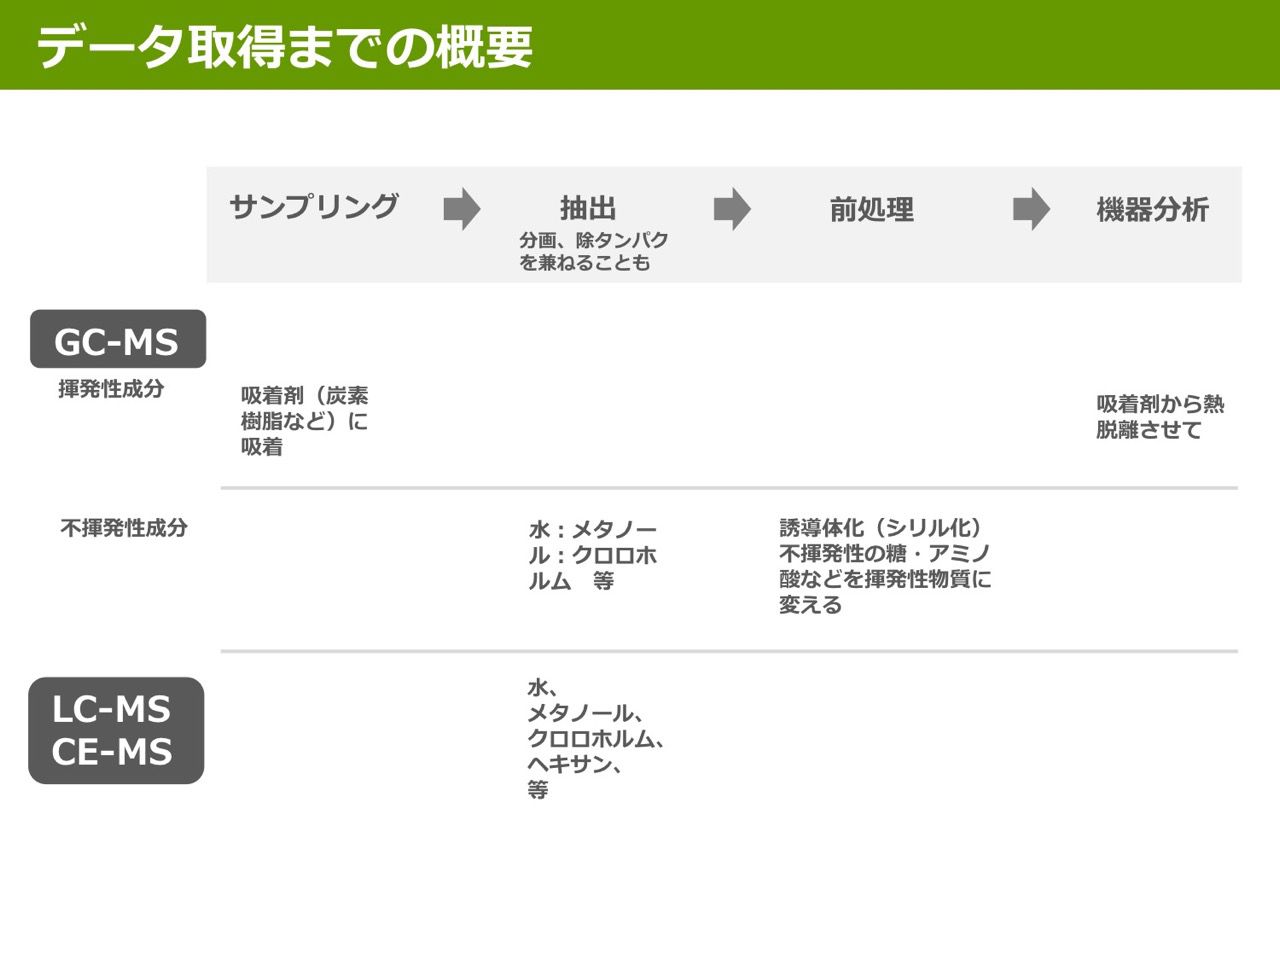 データ取得までの概要
サンプリング
抽出
分画、除タンパク
を兼ねることも
前処理
機器分析
GC-MS
揮発性成分
吸着剤（炭素
樹脂など）に
吸着
吸着剤から熱
脱離させて
不揮発性成分
水：メタノー
ル：クロロホ
ルム　等
誘導体化（シリル化）
不揮発性の糖・アミノ
酸などを揮発性物質に
変える
LC-MS
CE-MS
水、
メタノール、
クロロホルム、
ヘキサン、
等